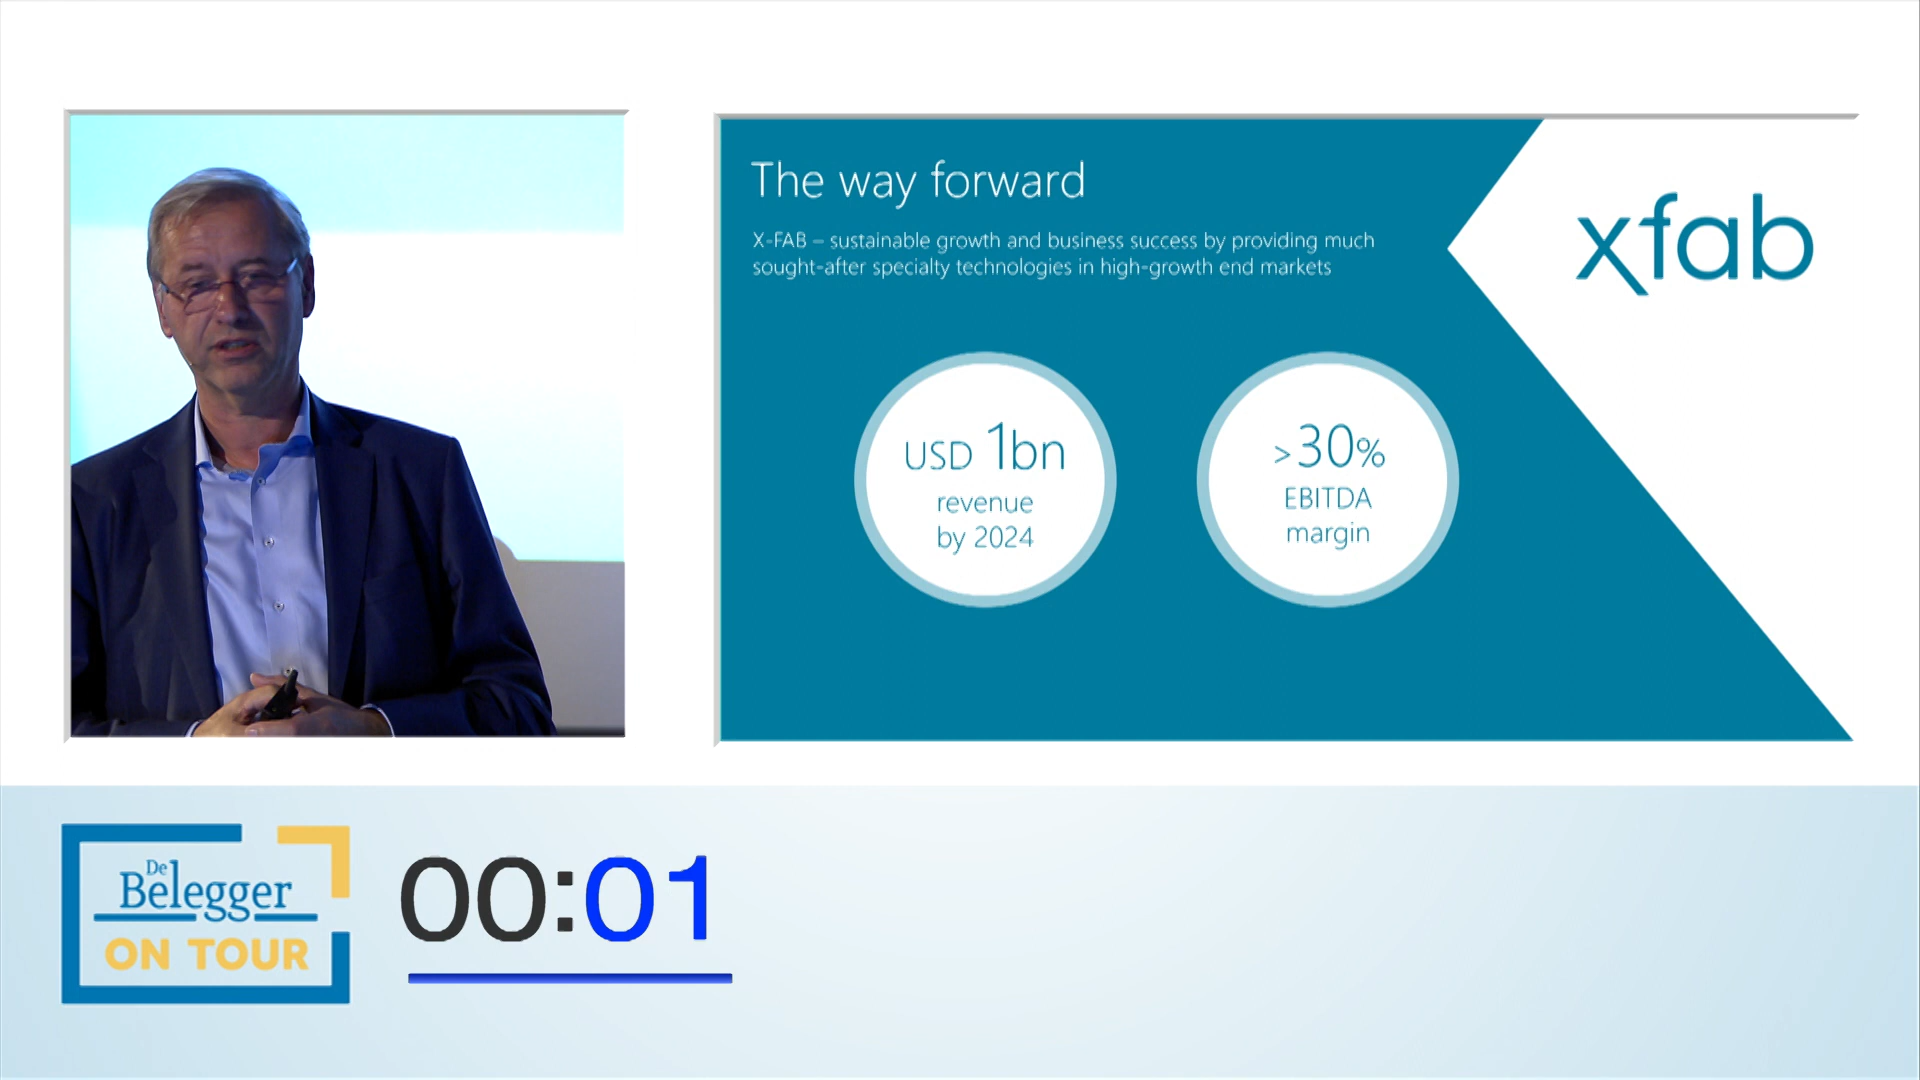 The way forward
X-FAB – sustainable growth and business success by providing much
sought-after specialty technologies in high-growth end markets
xfab
USD 1bn
revenue
by 2024
>30%
EBITDA
margin
De
Belegger
ON TOUR
00:01